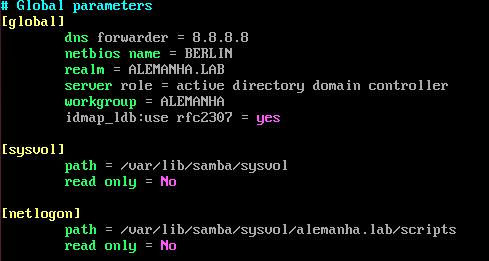 # Global parameters
[global]
dns forwarder = 8.8.8.8
netbios name = BERLIN
realm = ALEMANHA.LAB
server role = active directory domain controller
workgroup = ALEMANHA
idmap_ldb:use rfc2307 = yes
[sysvol]
path = /var/lib/samba/sysvol
read only = No
[netlogon]
path = /var/lib/samba/sysvol/alemanha.lab/scripts
read only = No